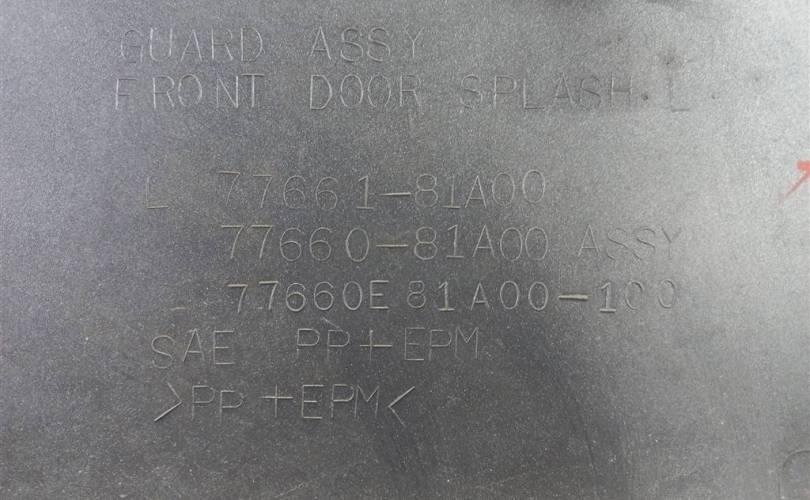 GUARD ASSY
FRONT DOOR SPLASH L
L 77661-81A00
77660-81A00 ASSY
- 77660E81A00-100
SAE PP+EPM
>PP+EPM<